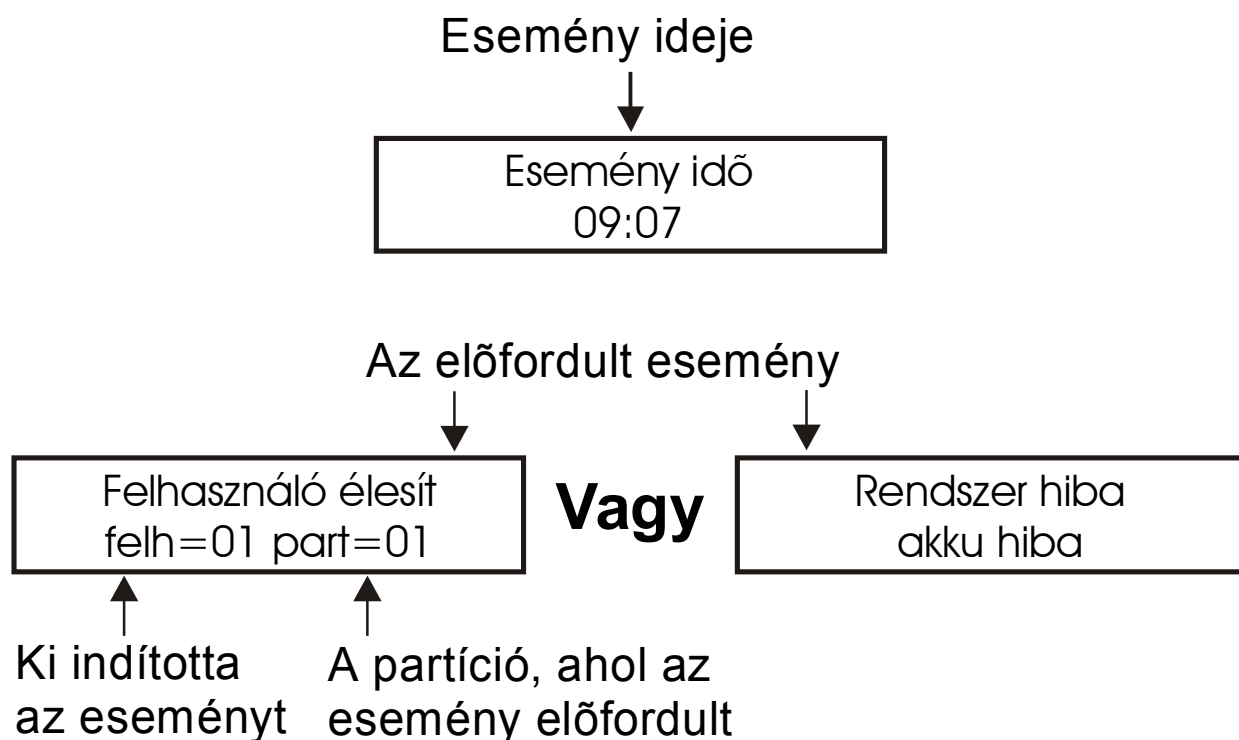 Esemény ideje
Esemény idõ
09:07
Az elõfordult esemény
Felhasználó élesít
felh=01 part=01
Vagy
Rendszer hiba
akku hiba
Ki indította
az eseményt
A partíció, ahol az
esemény elõfordult